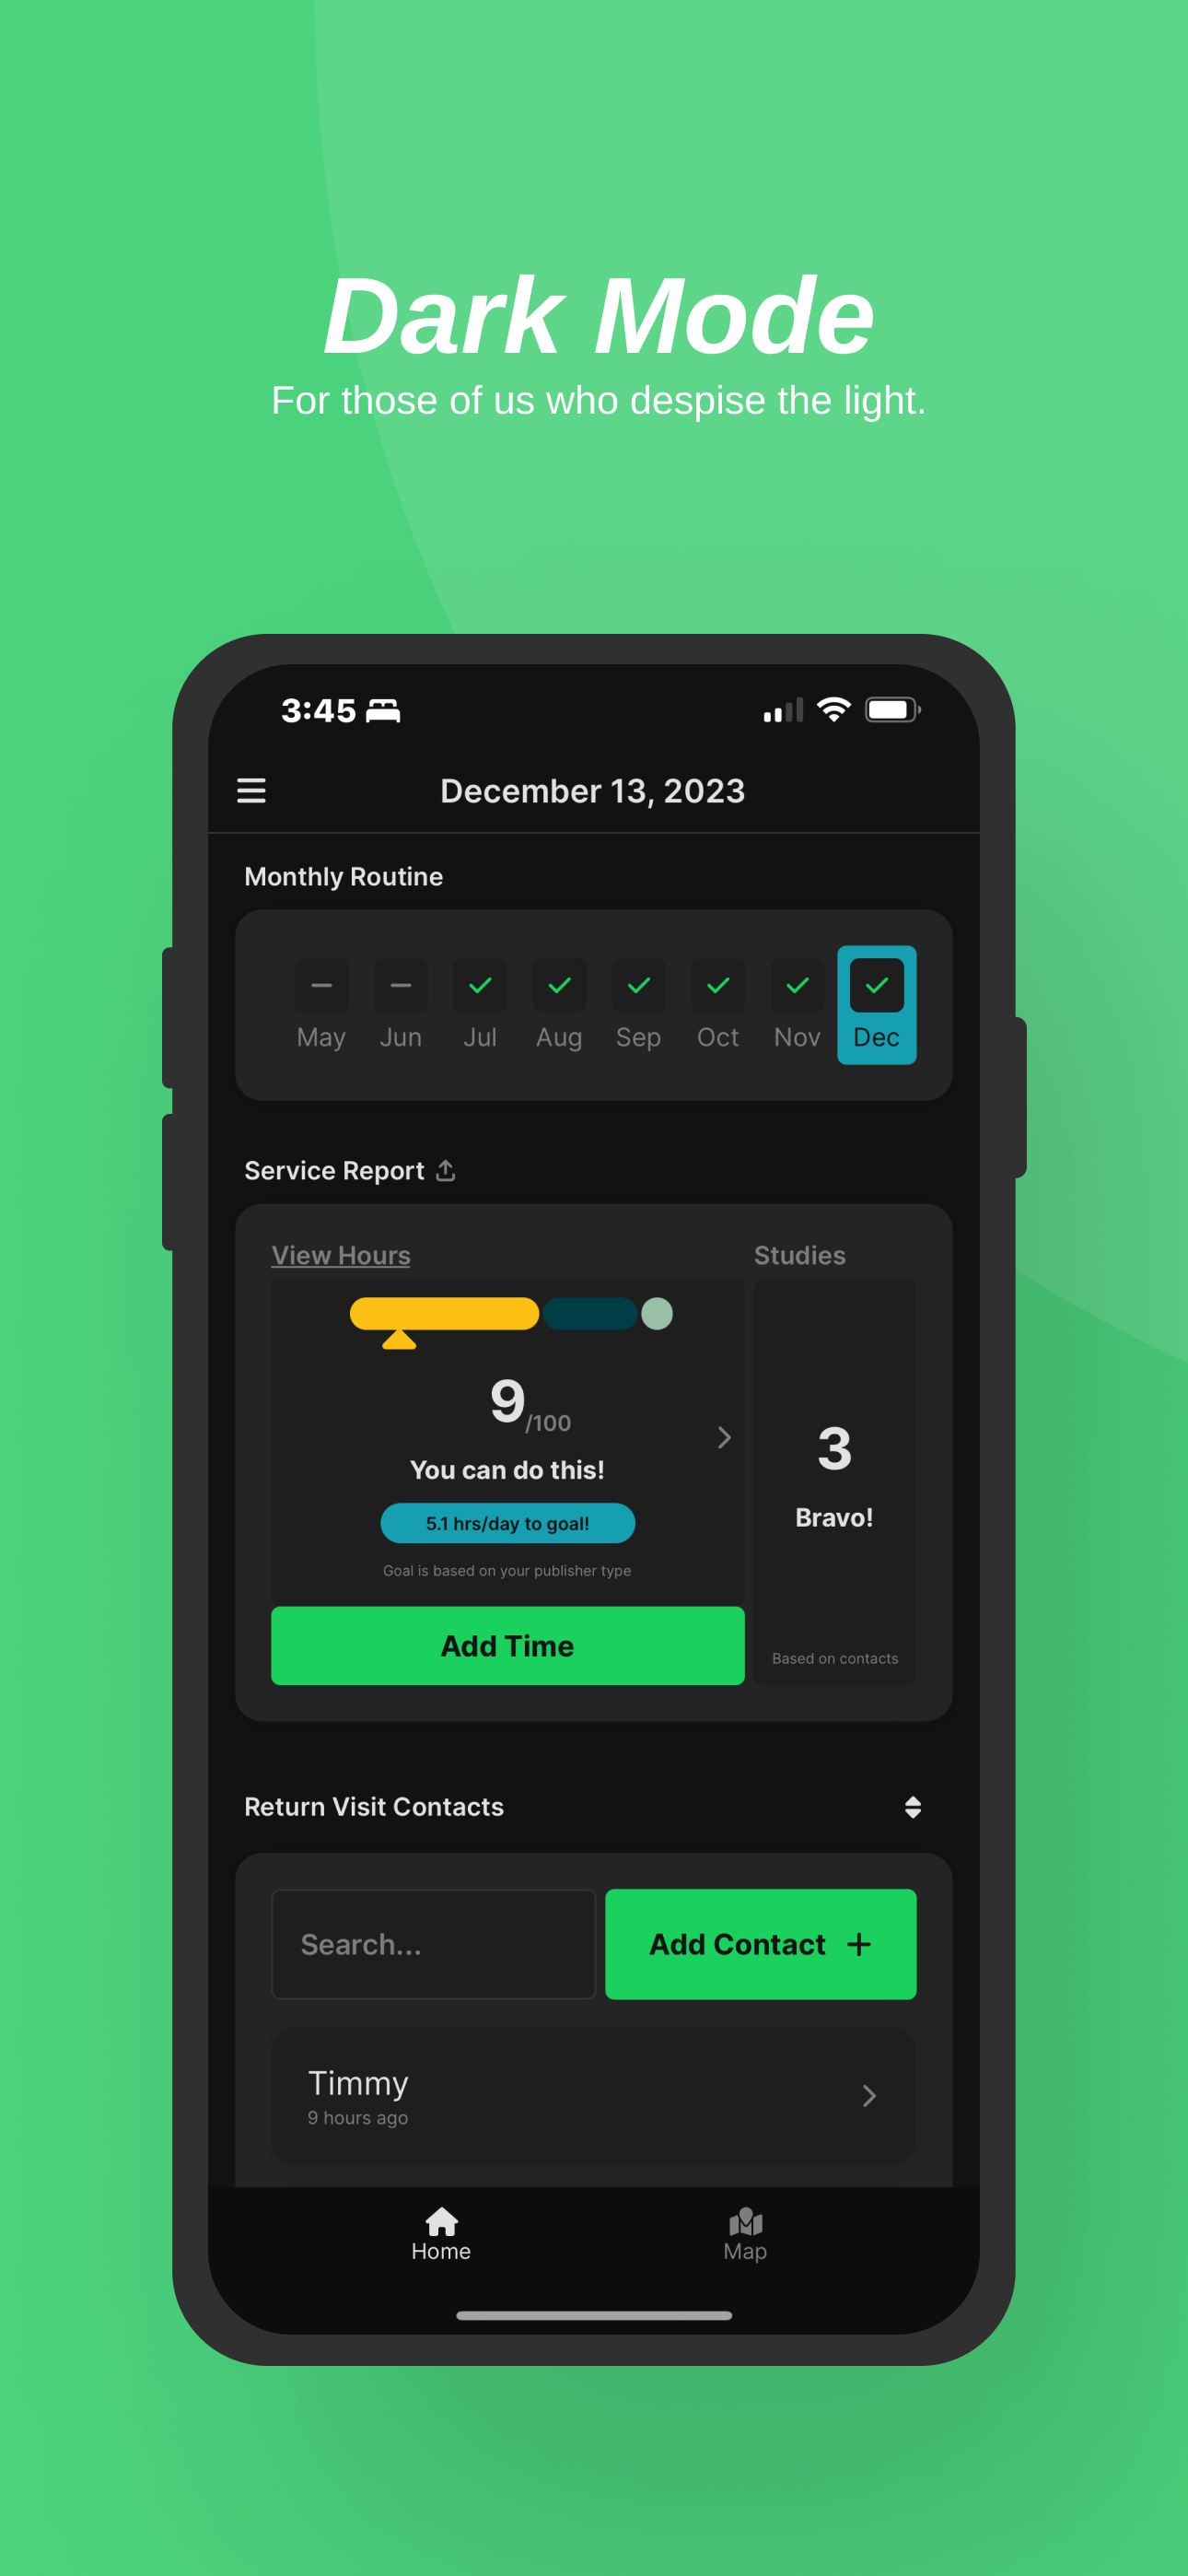 Dark Mode
For those of us who despise the light.
3:45
December 13, 2023
Monthly Routine
May Jun Jul Aug Sep Oct Nov Dec
Service Report
View Hours
Studies
9/100
You can do this!
5.1 hrs/day to goal!
Goal is based on your publisher type
Add Time
3
Bravo!
Based on contacts
Return Visit Contacts
Search...
Add Contact +
Timmy
9 hours ago
Home
Map